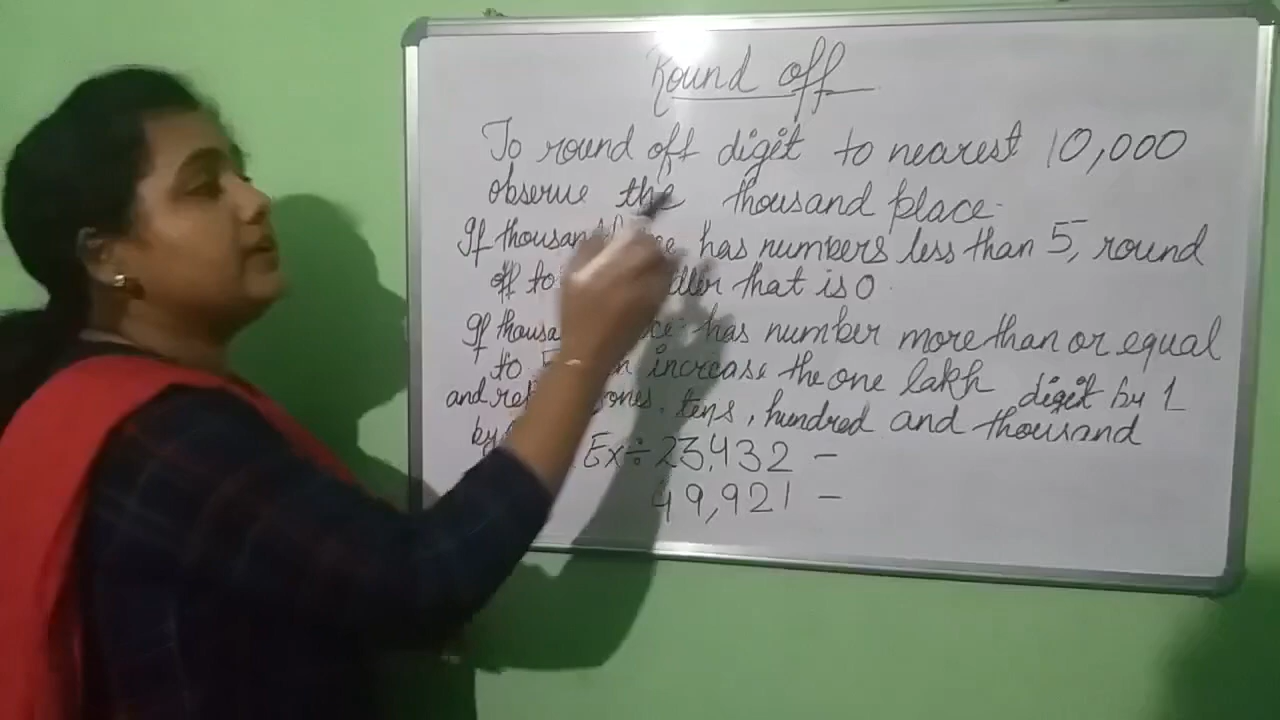 Round off
To round off digit to nearest 10,000
observe the thousand place.
If thousand has numbers less than 5, round
off to that is 0.
If has number more than or equal
to increase the one lakh digit by 1
and ones, tens, hundred and thousand
by Ex÷ 23,432 -
49,921 -